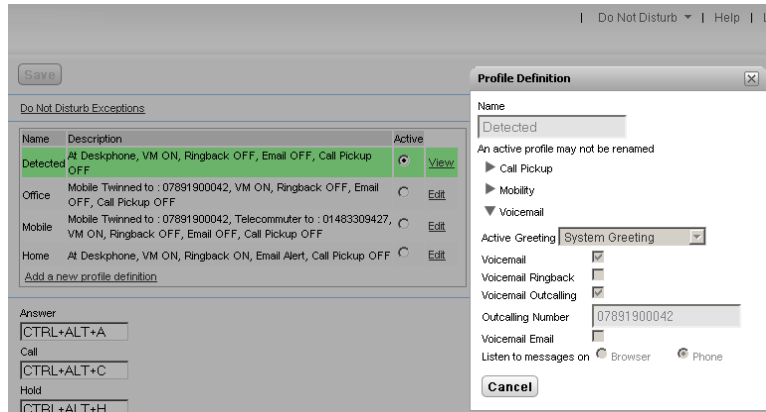 | Do Not Disturb | Help |
Save
Do Not Disturb Exceptions
Name Description Active
Detected At Deskphone, VM ON, Ringback OFF, Email OFF, Call Pickup
OFF View
Office Mobile Twinned to : 07891900042, VM ON, Ringback OFF, Email
OFF, Call Pickup OFF Edit
Mobile Mobile Twinned to : 07891900042, Telecommuter to : 01483309427,
VM ON, Ringback OFF, Email OFF, Call Pickup OFF Edit
Home At Deskphone, VM ON, Ringback ON, Email Alert, Call Pickup OFF Edit
Add a new profile definition
Answer
CTRL+ALT+A
Call
CTRL+ALT+C
Hold
CTRL+ALT+H
Profile Definition
Name
Detected
An active profile may not be renamed
Call Pickup
Mobility
Voicemail
Active Greeting System Greeting
Voicemail
Voicemail Ringback
Voicemail Outcalling
Outcalling Number 07891900042
Voicemail Email
Listen to messages on Browser Phone
Cancel